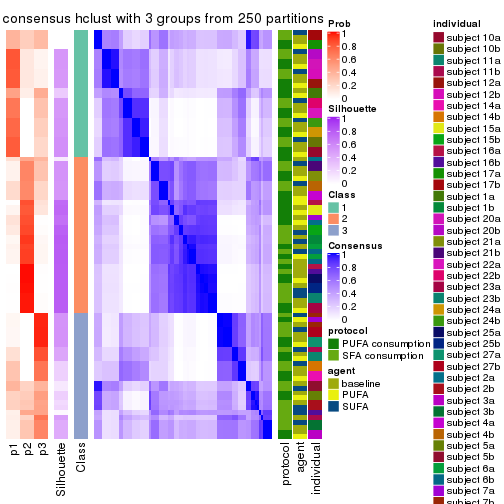 consensus hclust with 3 groups from 250 partitions
Prob
1
0.8
0.6
0.4
0.2
0
Silhouette
1
0.8
0.6
0.4
0.2
0
Class
1
2
3
Consensus
1
0.8
0.6
0.4
0.2
0
protocol
PUFA consumption
SFA consumption
agent
baseline
PUFA
SUFA
individual
subject 10a
subject 10b
subject 11a
subject 11b
subject 12a
subject 12b
subject 14a
subject 14b
subject 15a
subject 15b
subject 16a
subject 16b
subject 17a
subject 17b
subject 1a
subject 1b
subject 20a
subject 20b
subject 21a
subject 21b
subject 22a
subject 22b
subject 23a
subject 23b
subject 24a
subject 24b
subject 25a
subject 25b
subject 27a
subject 27b
subject 2a
subject 2b
subject 3a
subject 3b
subject 4a
subject 4b
subject 5a
subject 5b
subject 6a
subject 6b
subject 7a
subject 7b
p1
p2
p3
Silhouette
Class
protocol
agent
individual